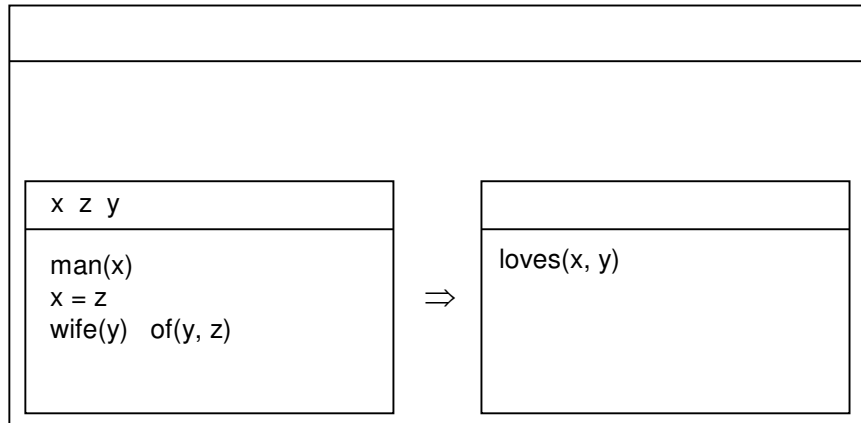 x z y
man(x)
x = z
wife(y) of(y, z)
⇒
loves(x, y)